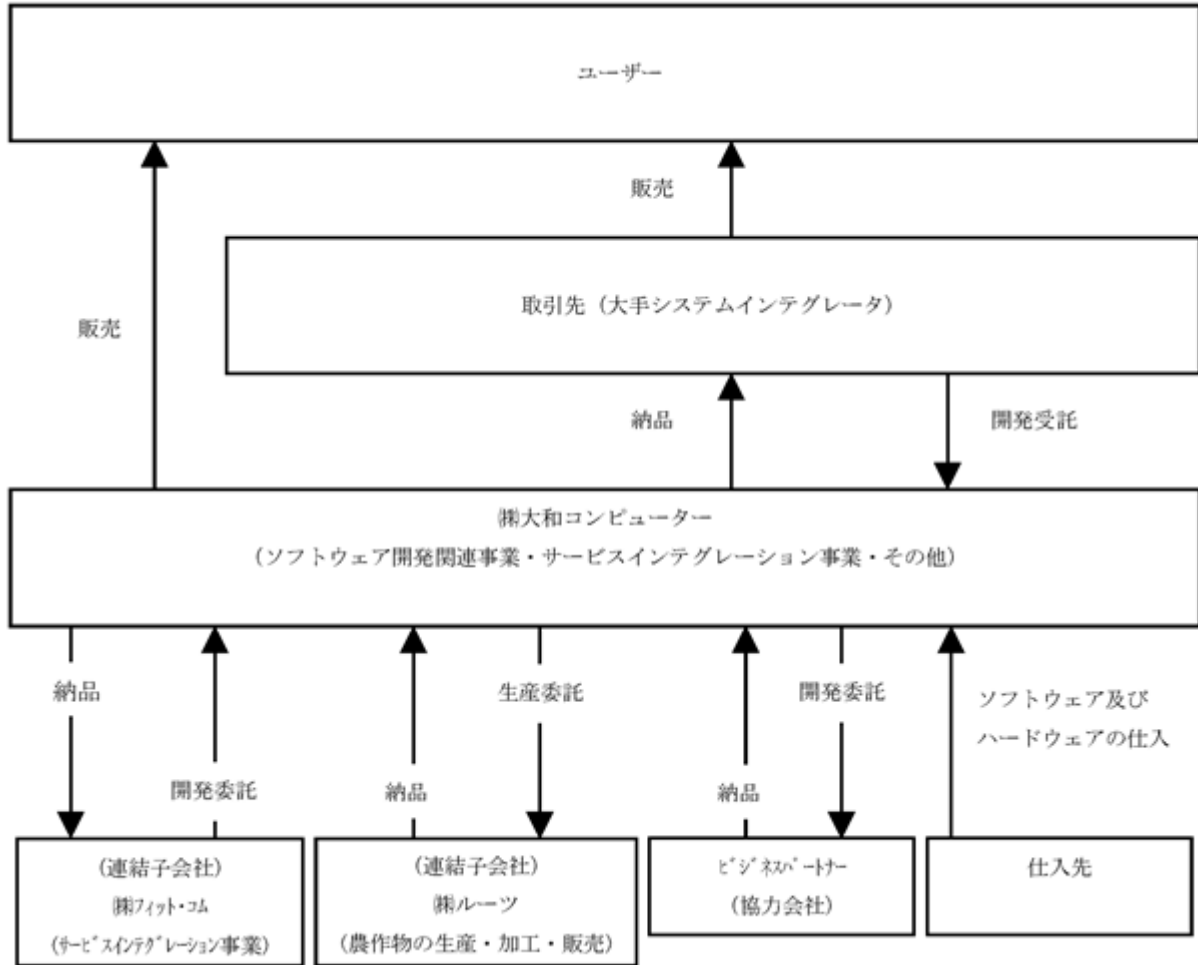 ユーザー
販売
取引先（大手システムインテグレータ）
販売
納品
開発受託
㈱大和コンピューター
（ソフトウェア開発関連事業・サービスインテグレーション事業・その他）
納品
開発委託
納品
生産委託
納品
開発委託
ソフトウェア及び
ハードウェアの仕入
（連結子会社）
㈱フィット・コム
（ｻｰﾋﾞｽｲﾝﾃｸﾞﾚｰｼｮﾝ事業）
（連結子会社）
㈱ルーツ
（農作物の生産・加工・販売）
ﾋﾞｼﾞﾈｽﾊﾟｰﾄﾅｰ
（協力会社）
仕入先